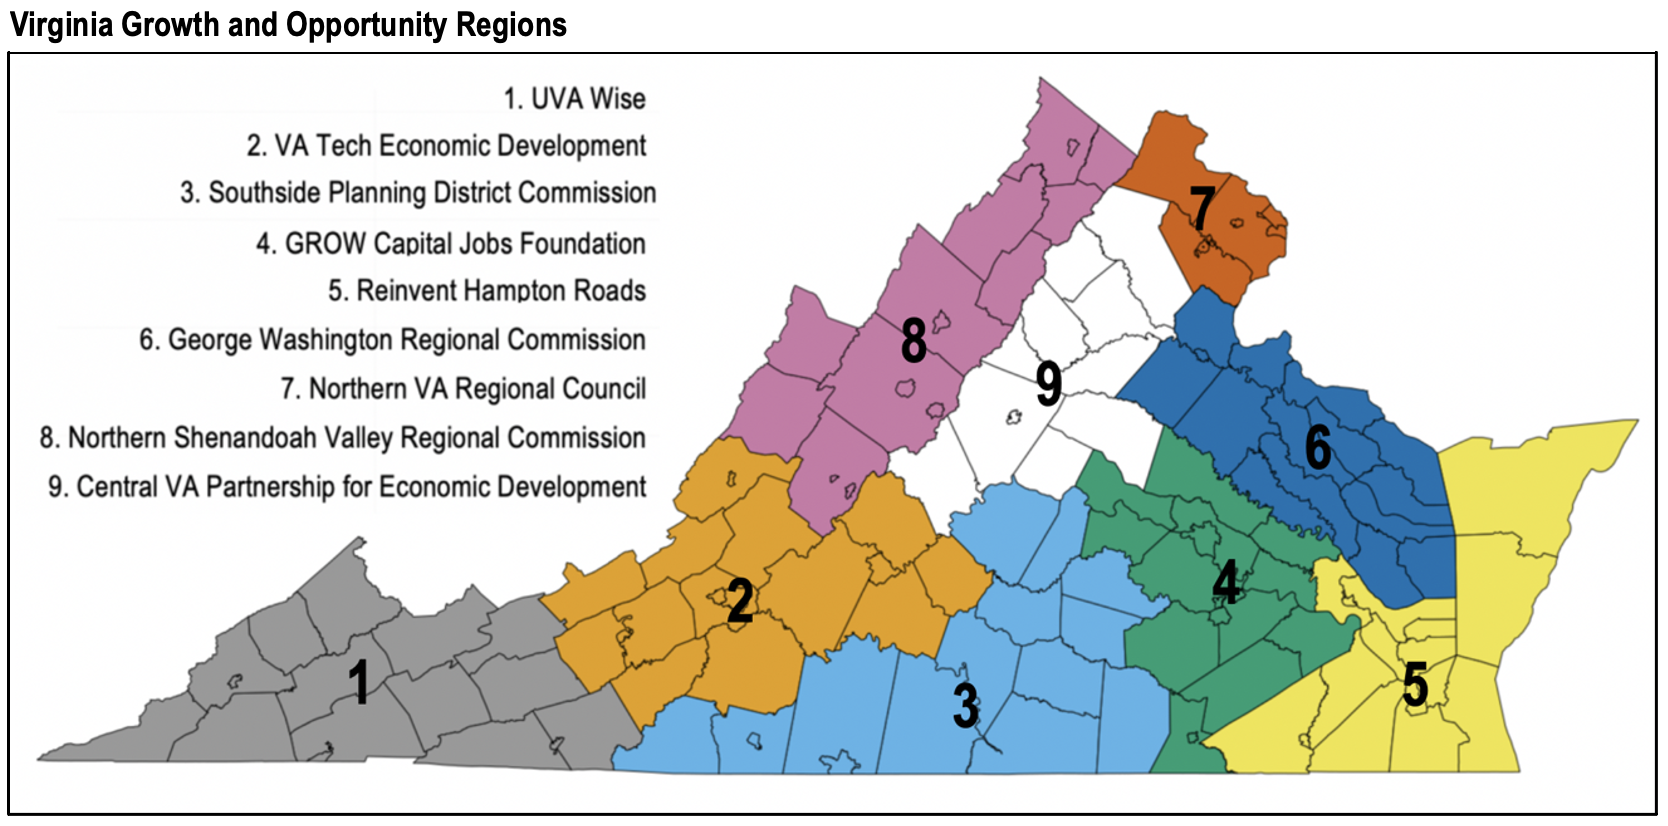 Virginia Growth and Opportunity Regions
1. UVA Wise
2. VA Tech Economic Development
3. Southside Planning District Commission
4. GROW Capital Jobs Foundation
5. Reinvent Hampton Roads
6. George Washington Regional Commission
7. Northern VA Regional Council
8. Northern Shenandoah Valley Regional Commission
9. Central VA Partnership for Economic Development
7
8
9
6
4
2
1
5
3